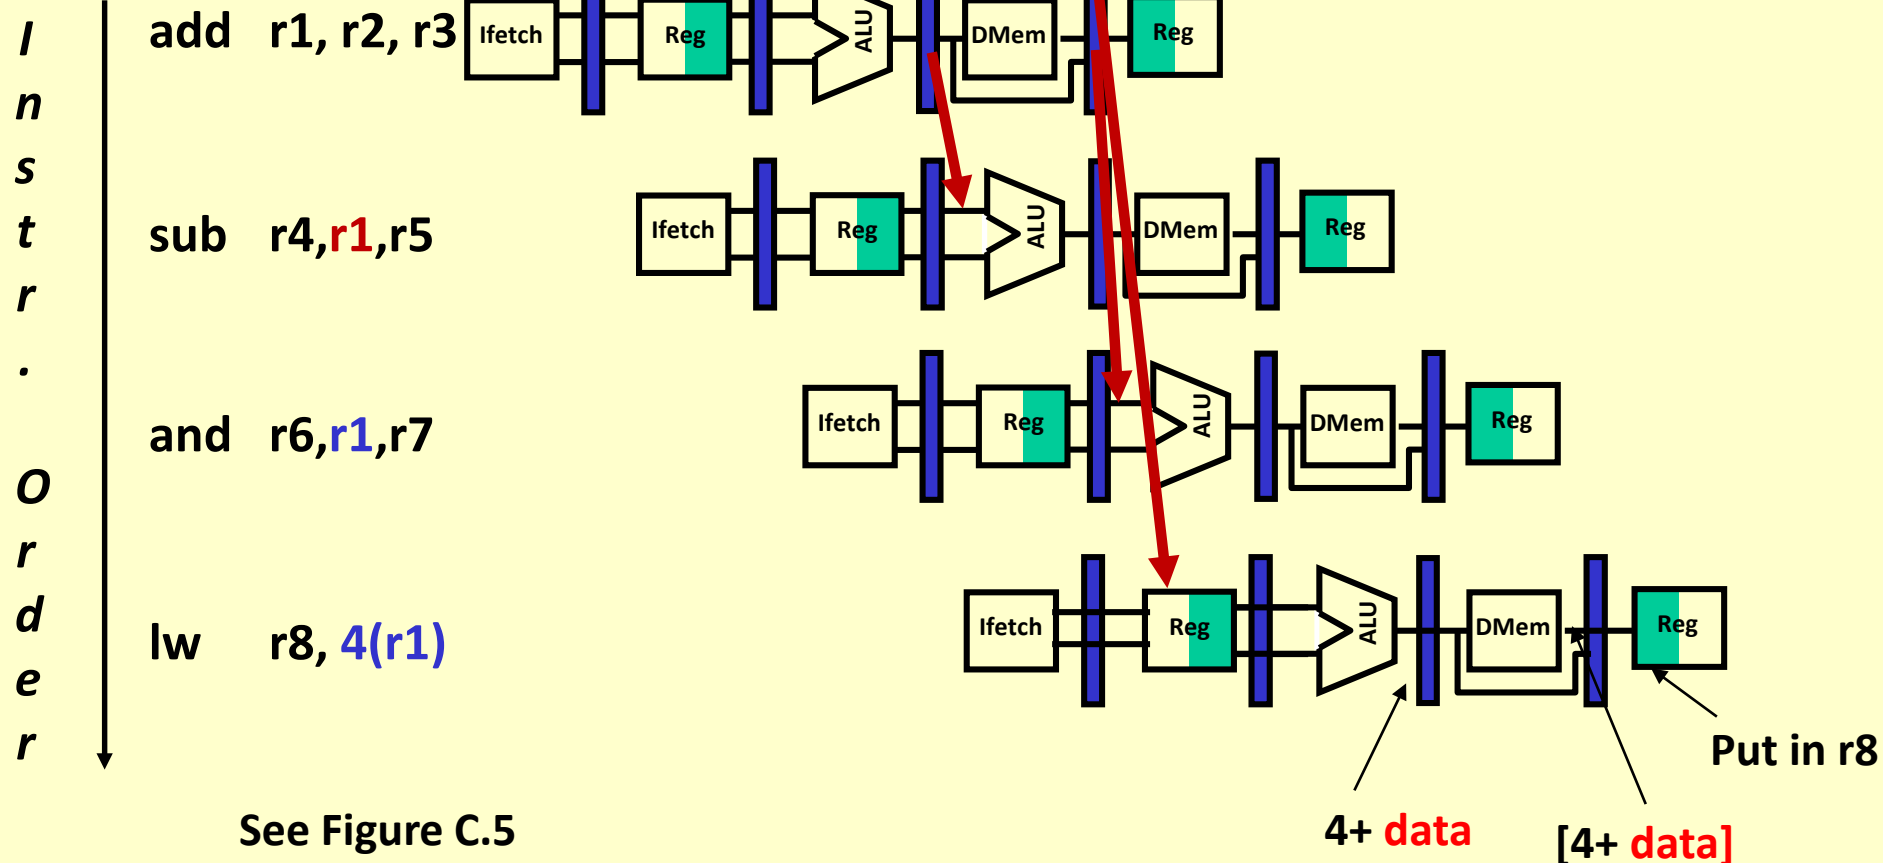 Instr. Order
add r1, r2, r3 Ifetch Reg ALU DMem Reg
sub r4,r1,r5 Ifetch Reg ALU DMem Reg
and r6,r1,r7 Ifetch Reg ALU DMem Reg
lw r8, 4(r1) Ifetch Reg ALU DMem Reg
Put in r8
See Figure C.5
4+ data
[4+ data]